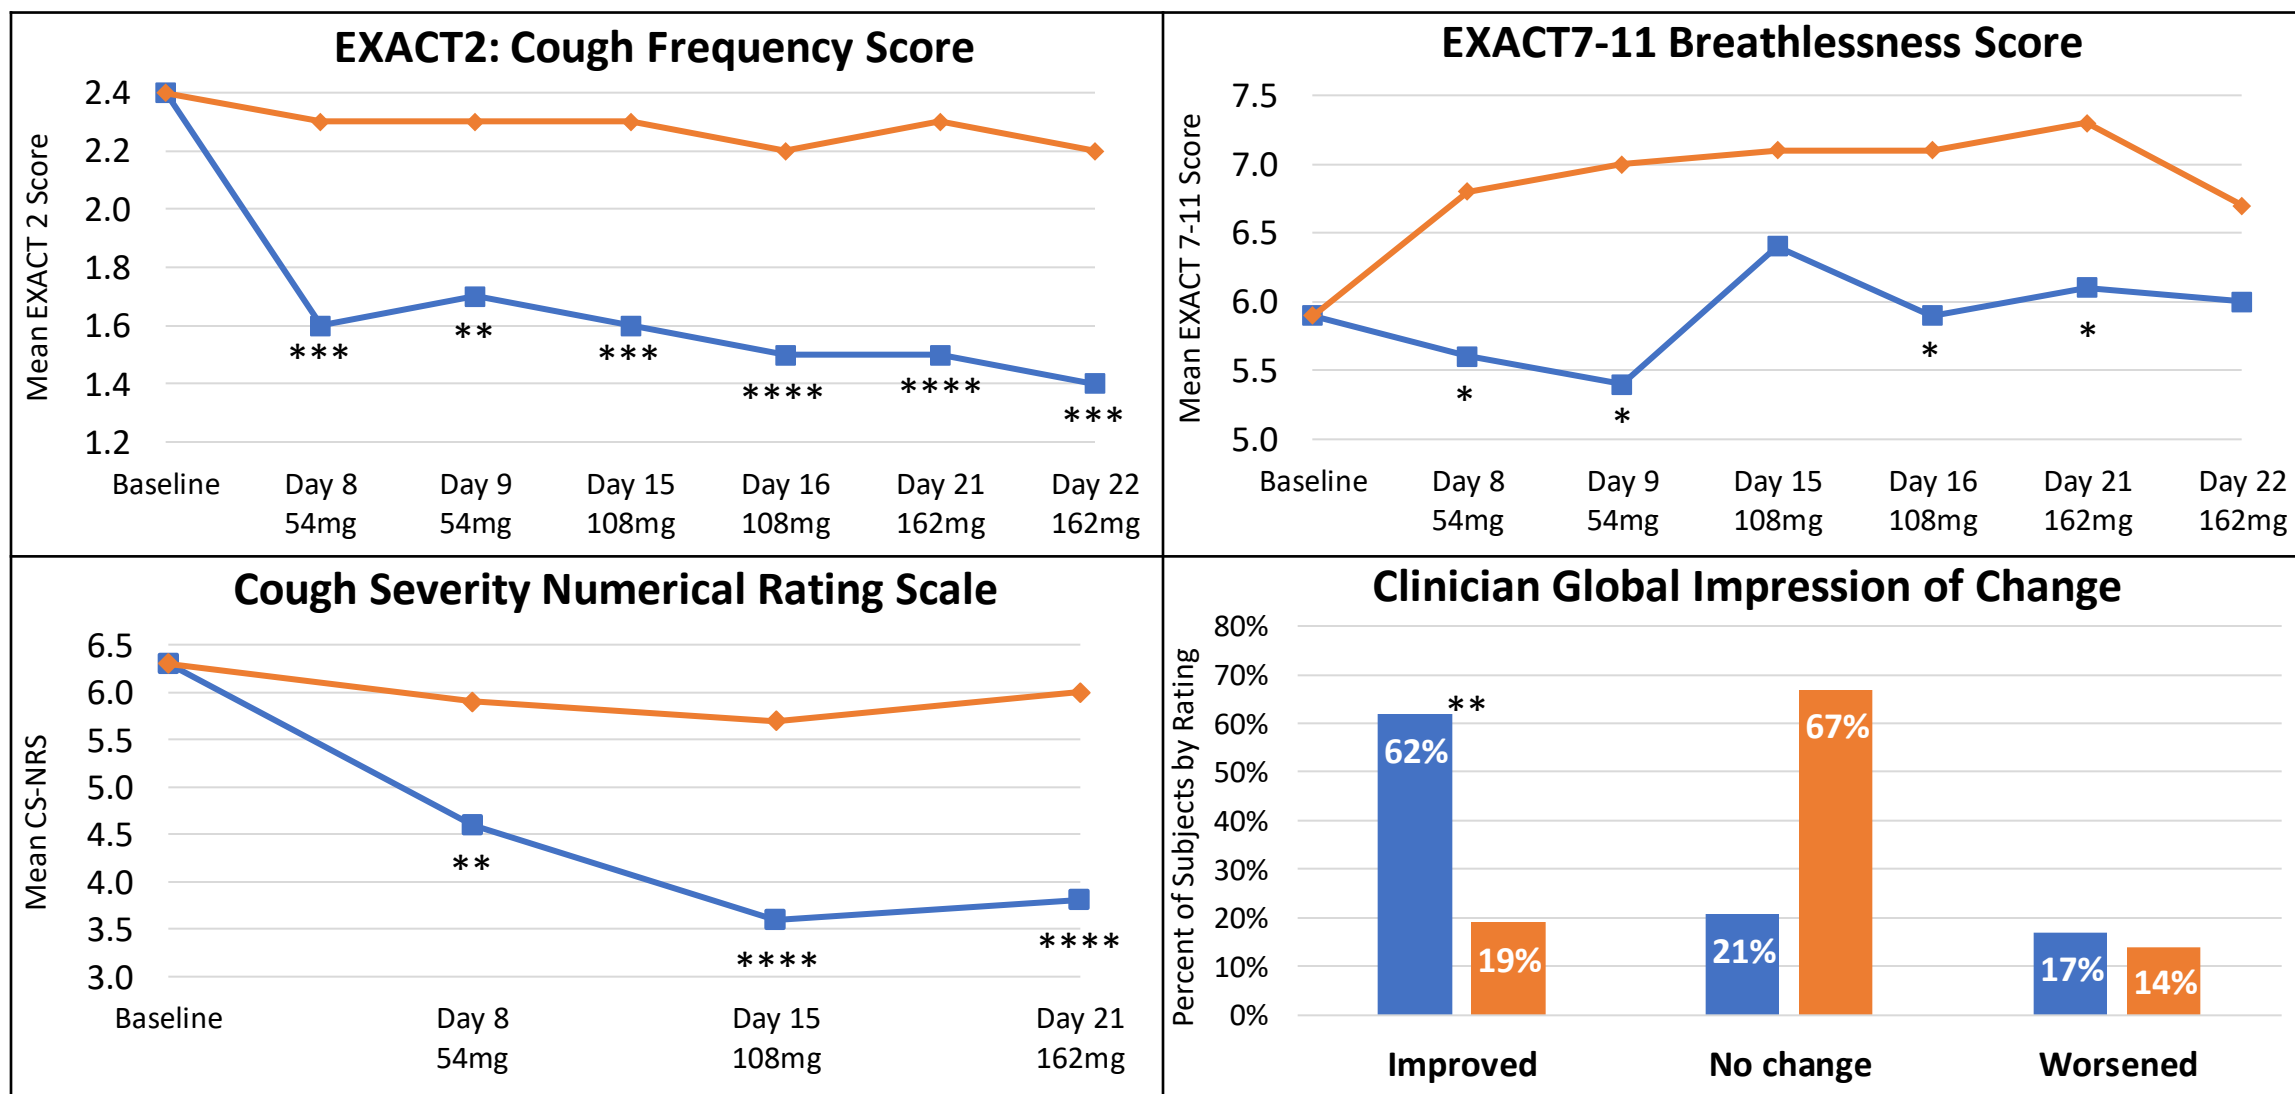 EXACT2: Cough Frequency Score
Mean EXACT 2 Score
2.4
2.2
2.0
1.8
1.6
1.4
1.2
***
**
***
****
****
***
Baseline Day 8 Day 9 Day 15 Day 16 Day 21 Day 22
54mg 54mg 108mg 108mg 162mg 162mg
EXACT7-11 Breathlessness Score
Mean EXACT 7-11 Score
7.5
7.0
6.5
6.0
5.5
5.0
*
*
*
*
Baseline Day 8 Day 9 Day 15 Day 16 Day 21 Day 22
54mg 54mg 108mg 108mg 162mg 162mg
Cough Severity Numerical Rating Scale
Mean CS-NRS
6.5
6.0
5.5
5.0
4.5
4.0
3.5
3.0
**
****
****
Baseline Day 8 Day 15 Day 21
54mg 108mg 162mg
Clinician Global Impression of Change
Percent of Subjects by Rating
80%
70%
60%
50%
40%
30%
20%
10%
0%
**
62% 19% 21% 67% 17% 14%
Improved No change Worsened